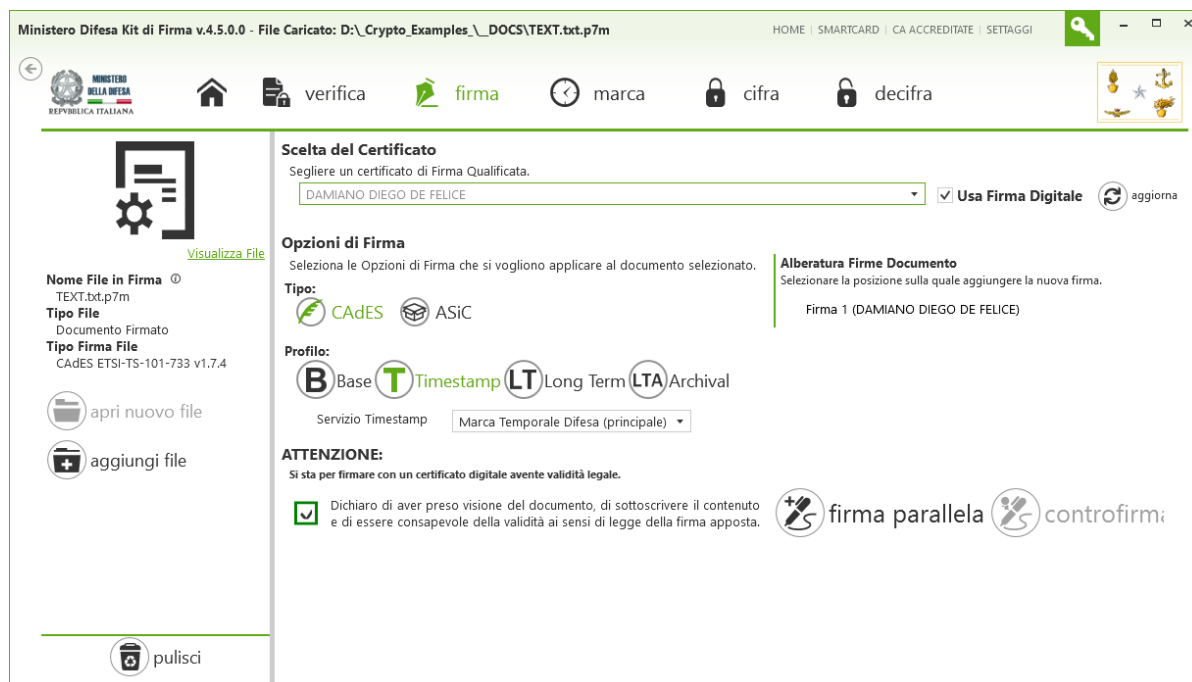 Ministero Difesa Kit di Firma v.4.5.0.0 - File Caricato: D:\_Crypto_Examples_\__DOCS\TEXT.txt.p7m
HOME | SMARTCARD | CA ACCREDITATE | SETTAGGI
MINISTERO
DELLA DIFESA
REPVBBLICA ITALIANA
verifica
firma
marca
cifra
decifra
Visualizza File
Nome File in Firma
TEXT.txt.p7m
Tipo File
Documento Firmato
Tipo Firma File
CAdES ETSI-TS-101-733 v1.7.4
apri nuovo file
aggiungi file
pulisci
Scelta del Certificato
Segliere un certificato di Firma Qualificata.
DAMIANO DIEGO DE FELICE
Usa Firma Digitale
aggiorna
Opzioni di Firma
Seleziona le Opzioni di Firma che si vogliono applicare al documento selezionato.
Tipo:
CAdES
ASiC
Alberatura Firme Documento
Selezionare la posizione sulla quale aggiungere la nuova firma.
Firma 1 (DAMIANO DIEGO DE FELICE)
Profilo:
B Base T Timestamp LT Long Term LTA Archival
Servizio Timestamp
Marca Temporale Difesa (principale)
ATTENZIONE:
Si sta per firmare con un certificato digitale avente validità legale.
Dichiaro di aver preso visione del documento, di sottoscrivere il contenuto
e di essere consapevole della validità ai sensi di legge della firma apposta.
firma parallela
controfirma